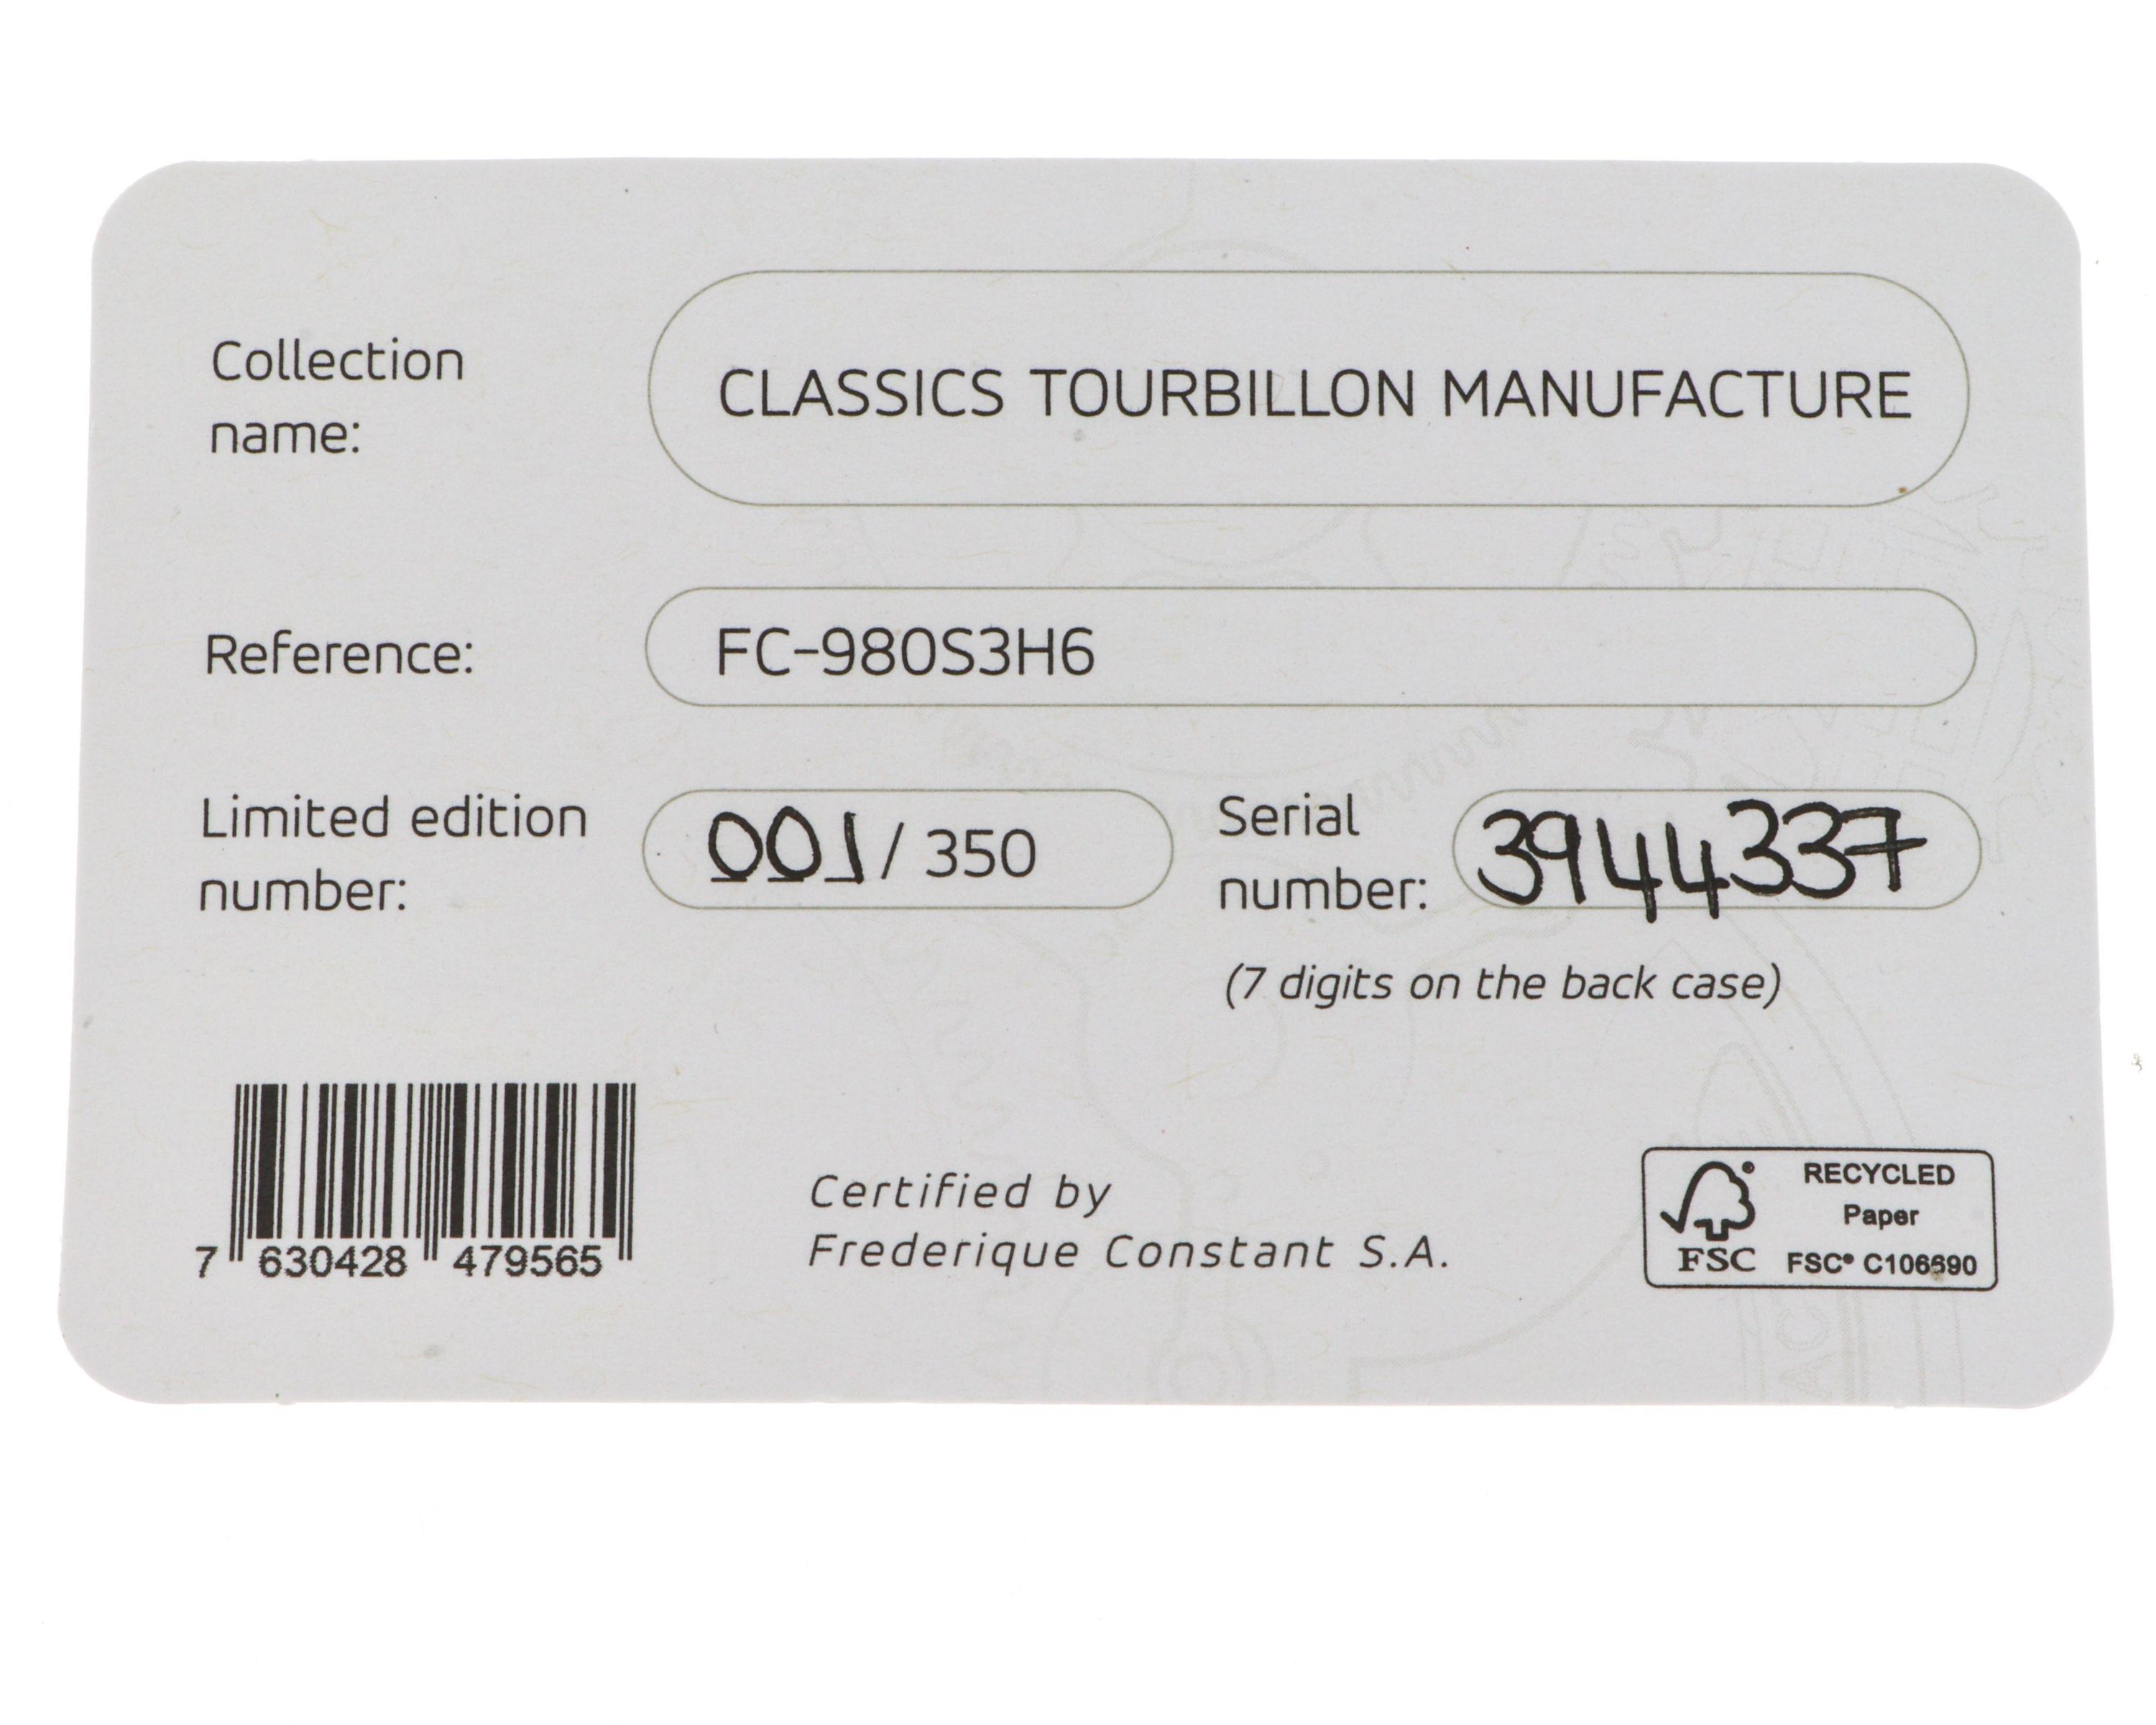 Collection
name:
CLASSICS TOURBILLON MANUFACTURE
Reference:
FC-980S3H6
Limited edition
number:
001 / 350
Serial
number:
3944337
(7 digits on the back case)
7 630428 479565
Certified by
Frederique Constant S.A.
FSC
RECYCLED
Paper
FSC® C106690